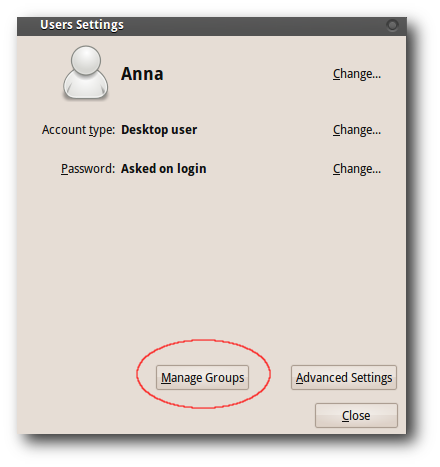 Users Settings
Anna Change...
Account type: Desktop user Change...
Password: Asked on login Change...
Manage Groups Advanced Settings
Close